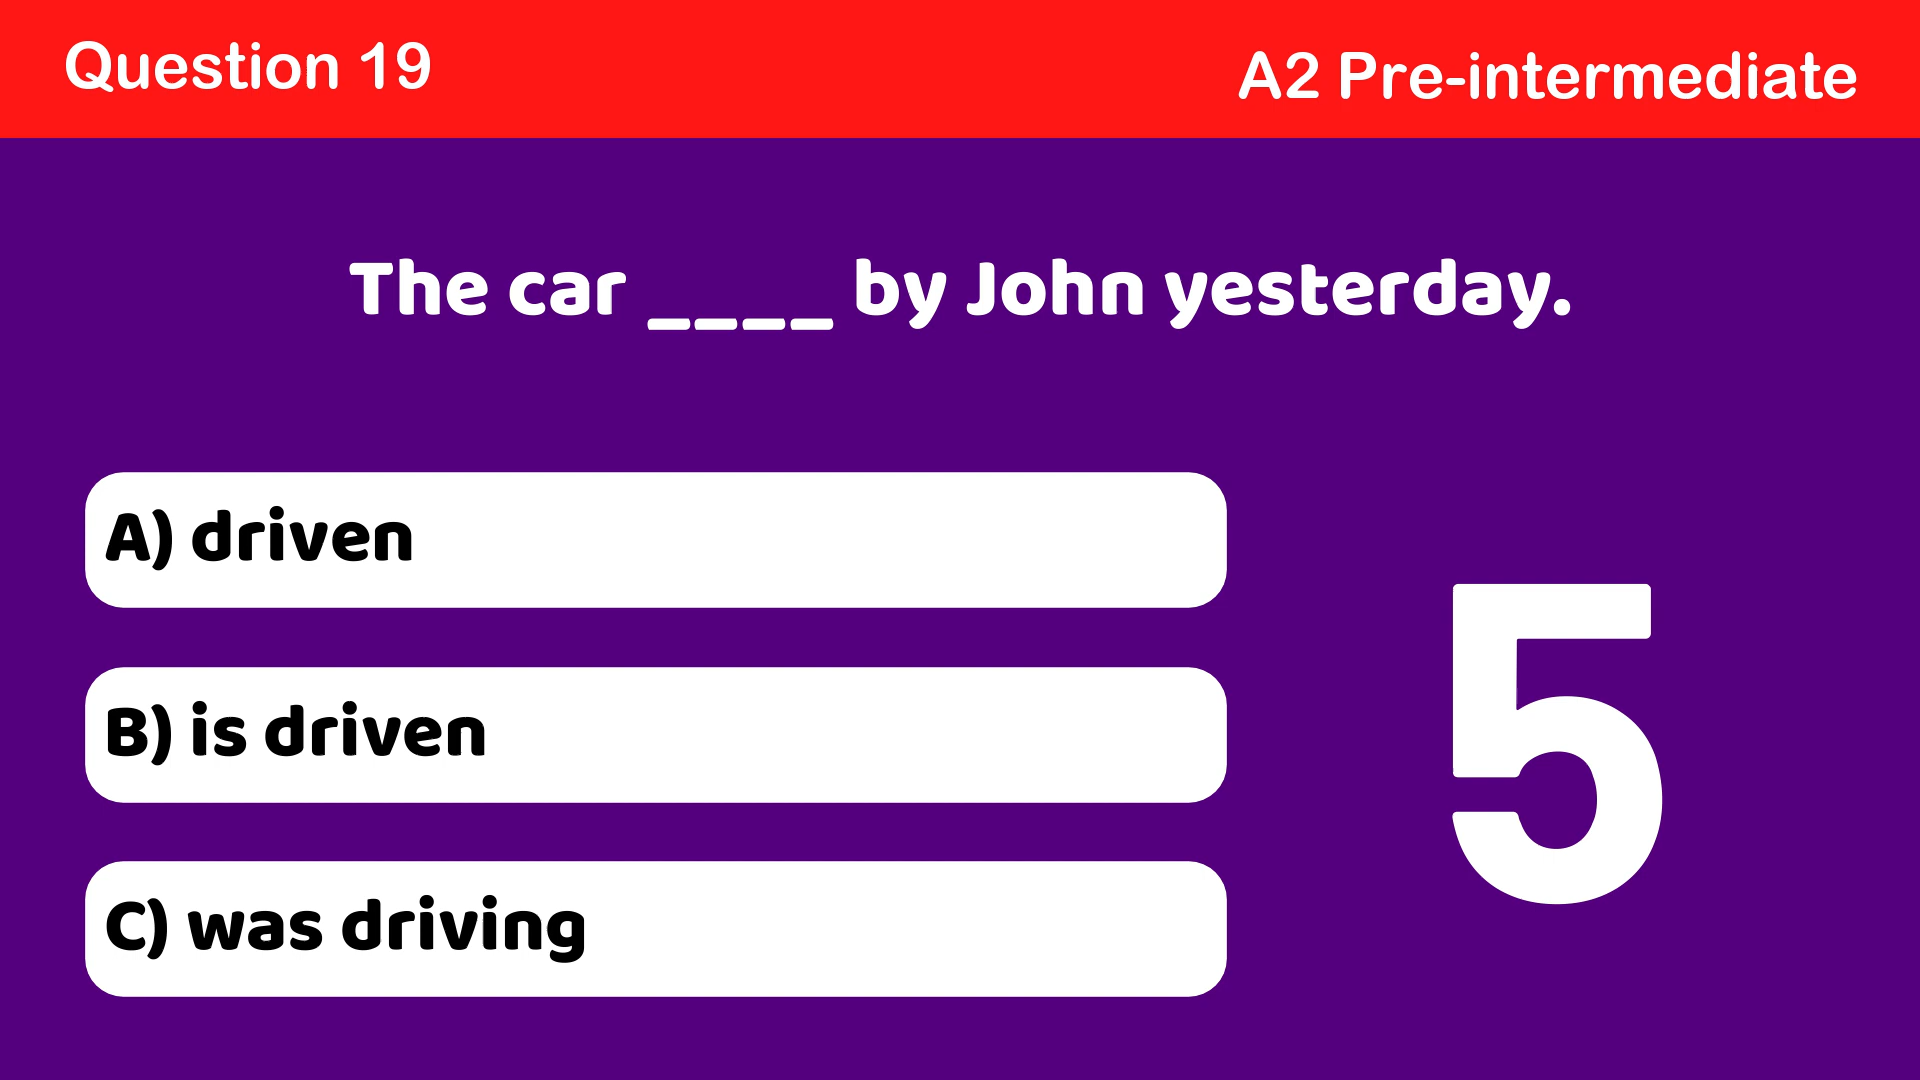 Question 19
A2 Pre-intermediate
The car ____ by John yesterday.
A) driven
B) is driven
C) was driving
5